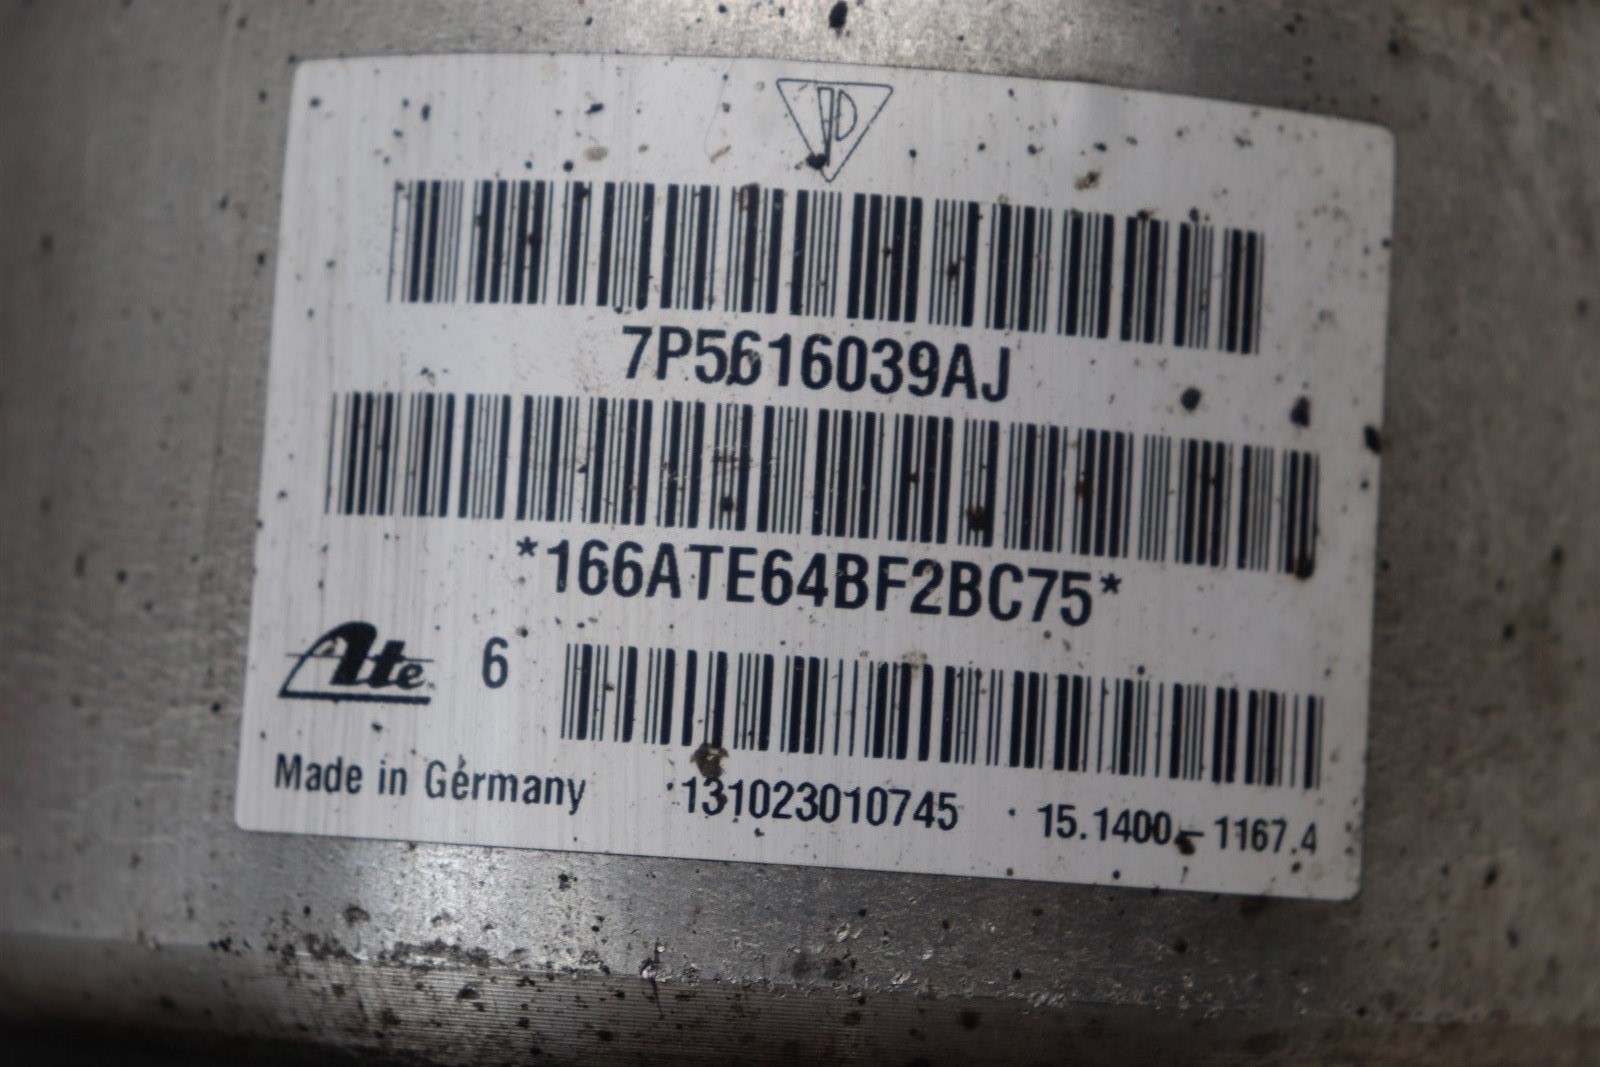 7P5616039AJ
*166ATE64BF2BC75*
Ate 6
Made in Germany 131023010745 15.1400-1167.4